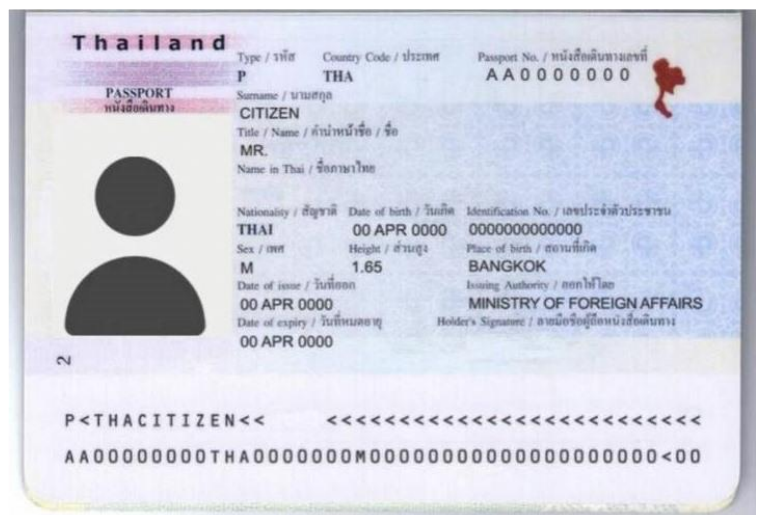 Thailand
PASSPORT
หนังสือเดินทาง
Type / รหัส Country Code / ประเทศ Passport No. / หนังสือเดินทางเลขที่
P THA AA0000000
Surname / นามสกุล
CITIZEN
Title / Name / คำนำหน้าชื่อ / ชื่อ
MR.
Name in Thai / ชื่อภาษาไทย
Nationality / สัญชาติ Date of birth / วันเกิด Identification No. / เลขประจำตัวประชาชน
THAI 00 APR 0000 0000000000000
Sex / เพศ Height / ส่วนสูง Place of birth / สถานที่เกิด
M 1.65 BANGKOK
Date of issue / วันที่ออก Issuing Authority / ออกให้โดย
00 APR 0000 MINISTRY OF FOREIGN AFFAIRS
Date of expiry / วันที่หมดอายุ Holder's Signature / ลายมือชื่อผู้ถือหนังสือเดินทาง
00 APR 0000
2
P<THACITIZEN<< <<<<<<<<<<<<<<<<<<<<<<<<<<
AA00000000THA0000000M00000000000000000000000<00